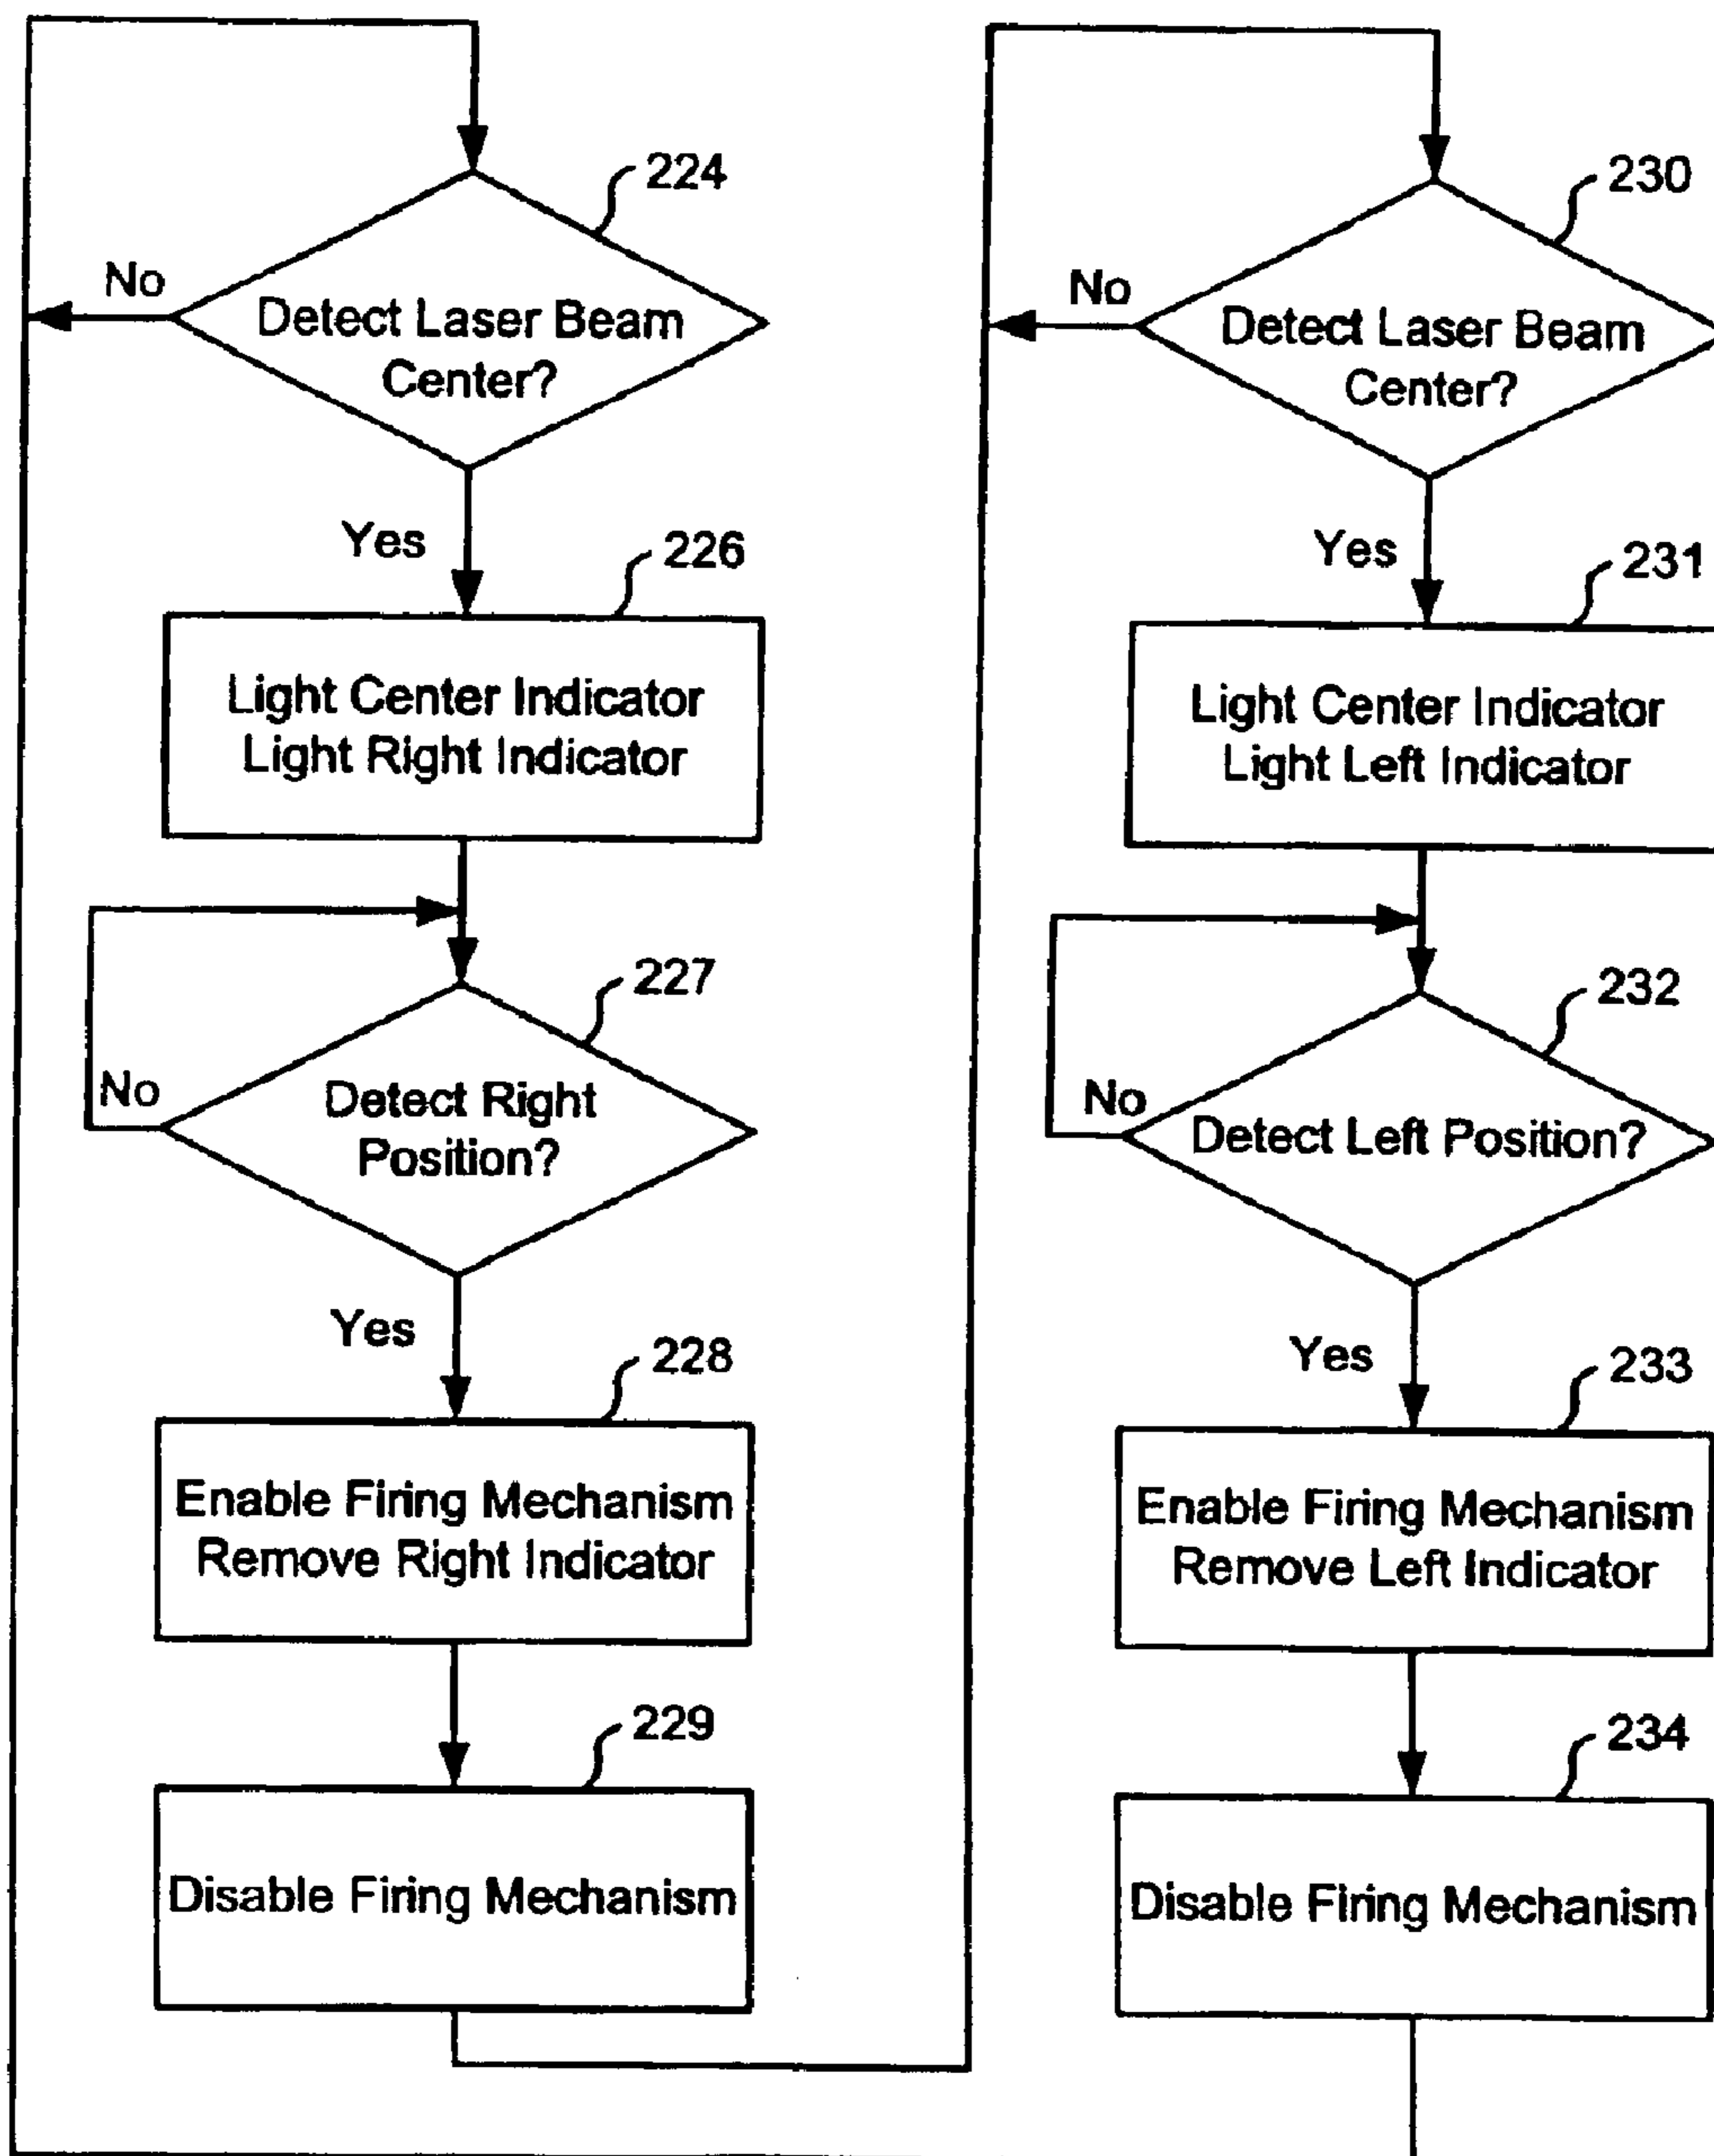 224
No
Detect Laser Beam
Center?
Yes
226
Light Center Indicator
Light Right Indicator
227
No
Detect Right
Position?
Yes
228
Enable Firing Mechanism
Remove Right Indicator
229
Disable Firing Mechanism
230
No
Detect Laser Beam
Center?
Yes
231
Light Center Indicator
Light Left Indicator
232
No
Detect Left Position?
Yes
233
Enable Firing Mechanism
Remove Left Indicator
234
Disable Firing Mechanism